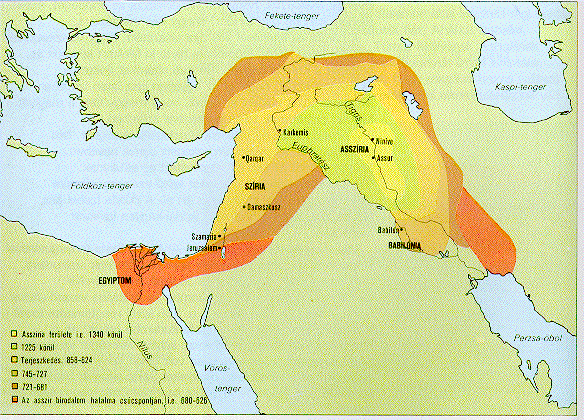 Fekete-tenger
Kaspi-tenger
Karkemis
Tigris
Ninive
ASSZÍRIA
Assur
Eufrátesz
Qarqar
Földközi-tenger
SZÍRIA
Damaszkusz
Szamaria
Jeruzsálem
Babilon
BABILÓNIA
EGYIPTOM
Nílus
Vörös-
tenger
Perzsa-öböl
Asszíria területe i.e. 1340 körül
1225 körül
Terjeszkedés, 858-824
745-727
721-681
Az asszír birodalom hatalma csúcspontján, i.e. 680-626